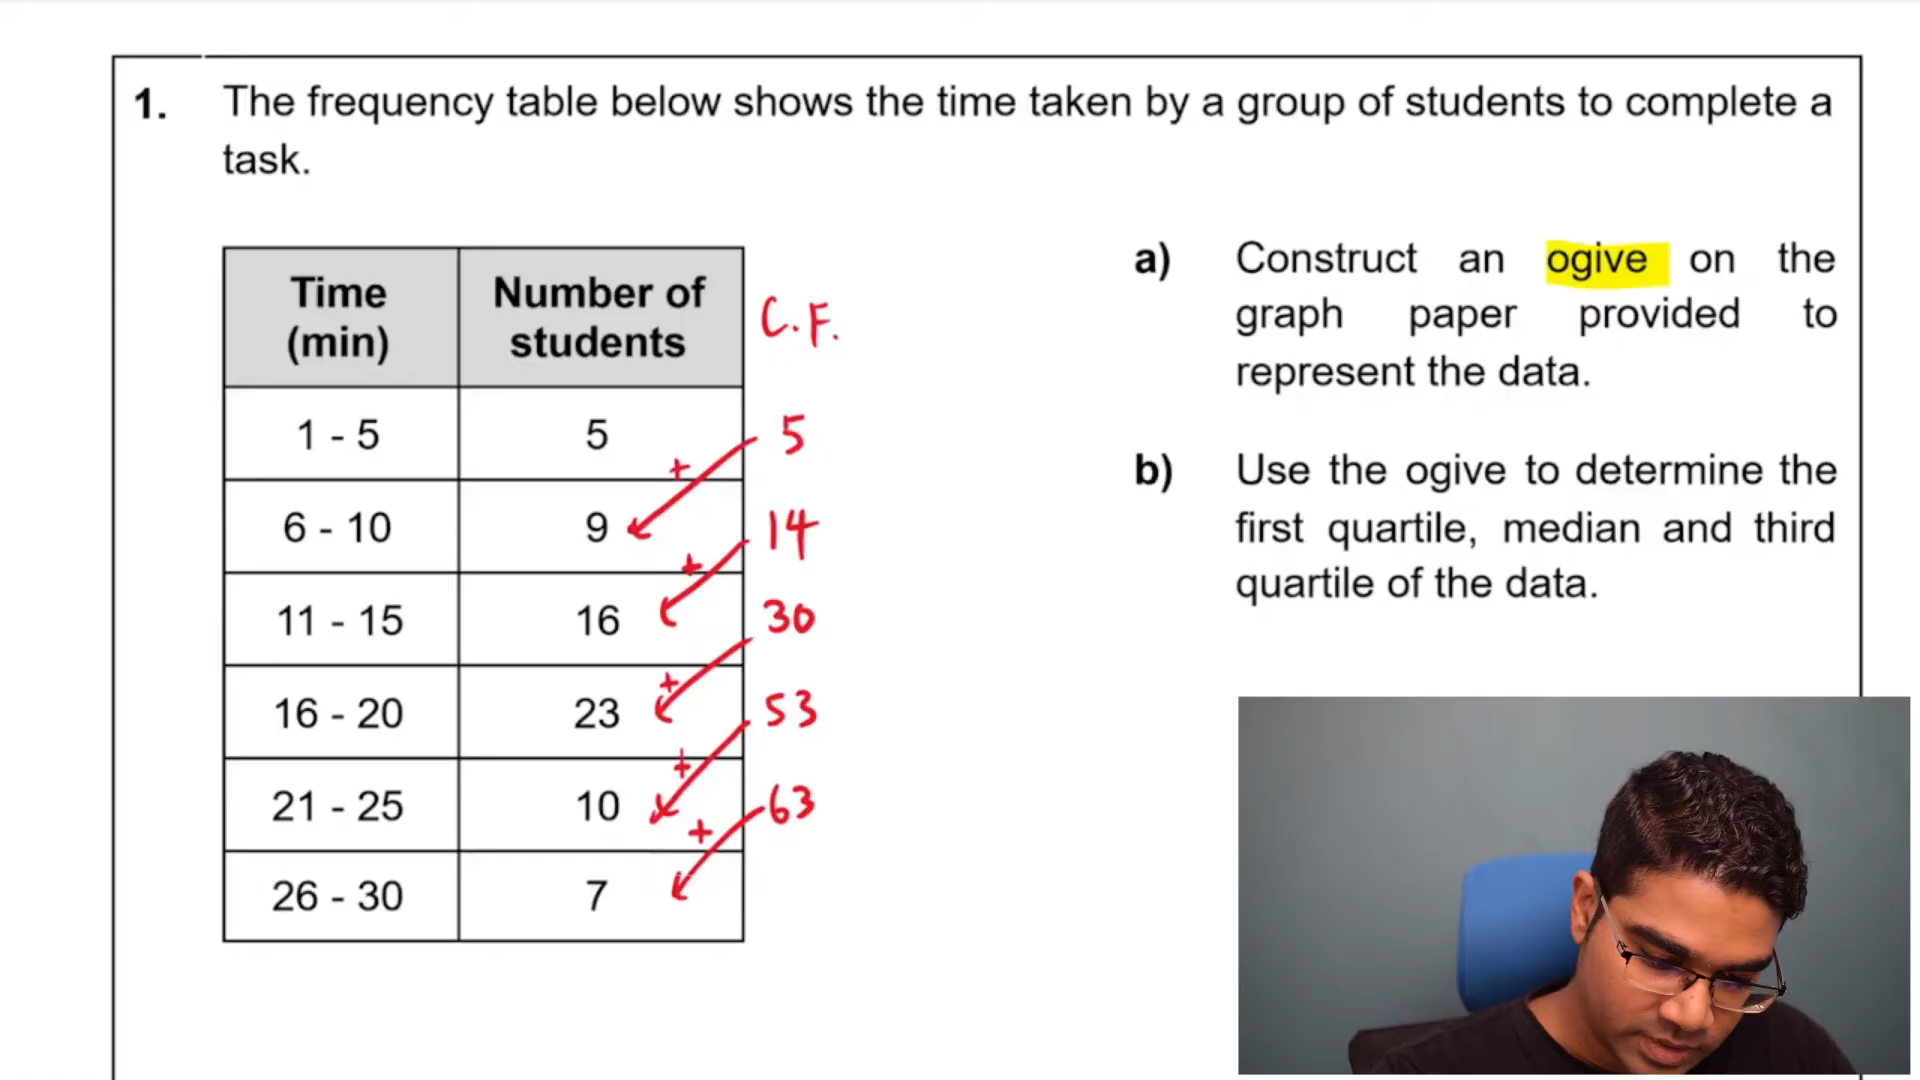 1. The frequency table below shows the time taken by a group of students to complete a
task.
Time
(min)
Number of
students
C.F.
1 - 5 5 5
+
6 - 10 9 14
+
11 - 15 16 30
+
16 - 20 23 53
+
21 - 25 10 63
+
26 - 30 7
a) Construct an ogive on the
graph paper provided to
represent the data.
b) Use the ogive to determine the
first quartile, median and third
quartile of the data.